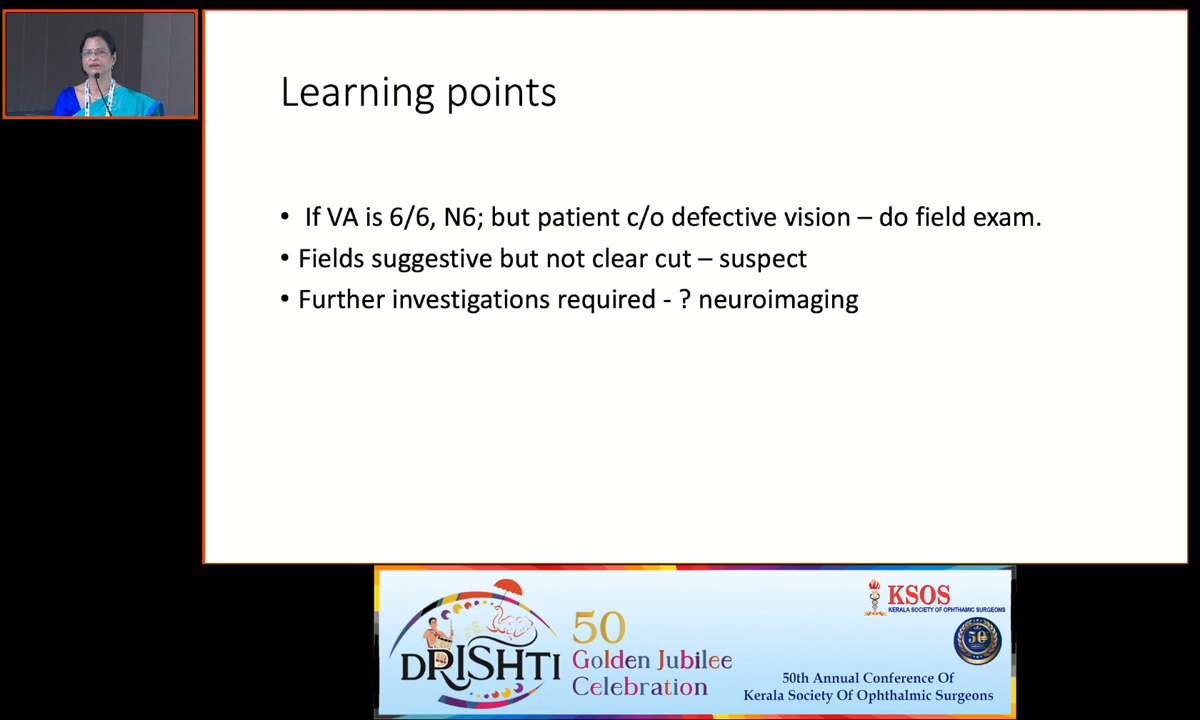 Learning points
• If VA is 6/6, N6; but patient c/o defective vision – do field exam.
• Fields suggestive but not clear cut – suspect
• Further investigations required - ? neuroimaging
DRISHTI
50
Golden Jubilee
Celebration
KSOS
KERALA SOCIETY OF OPHTHAMIC SURGEONS
50
50th Annual Conference Of
Kerala Society Of Ophthalmic Surgeons